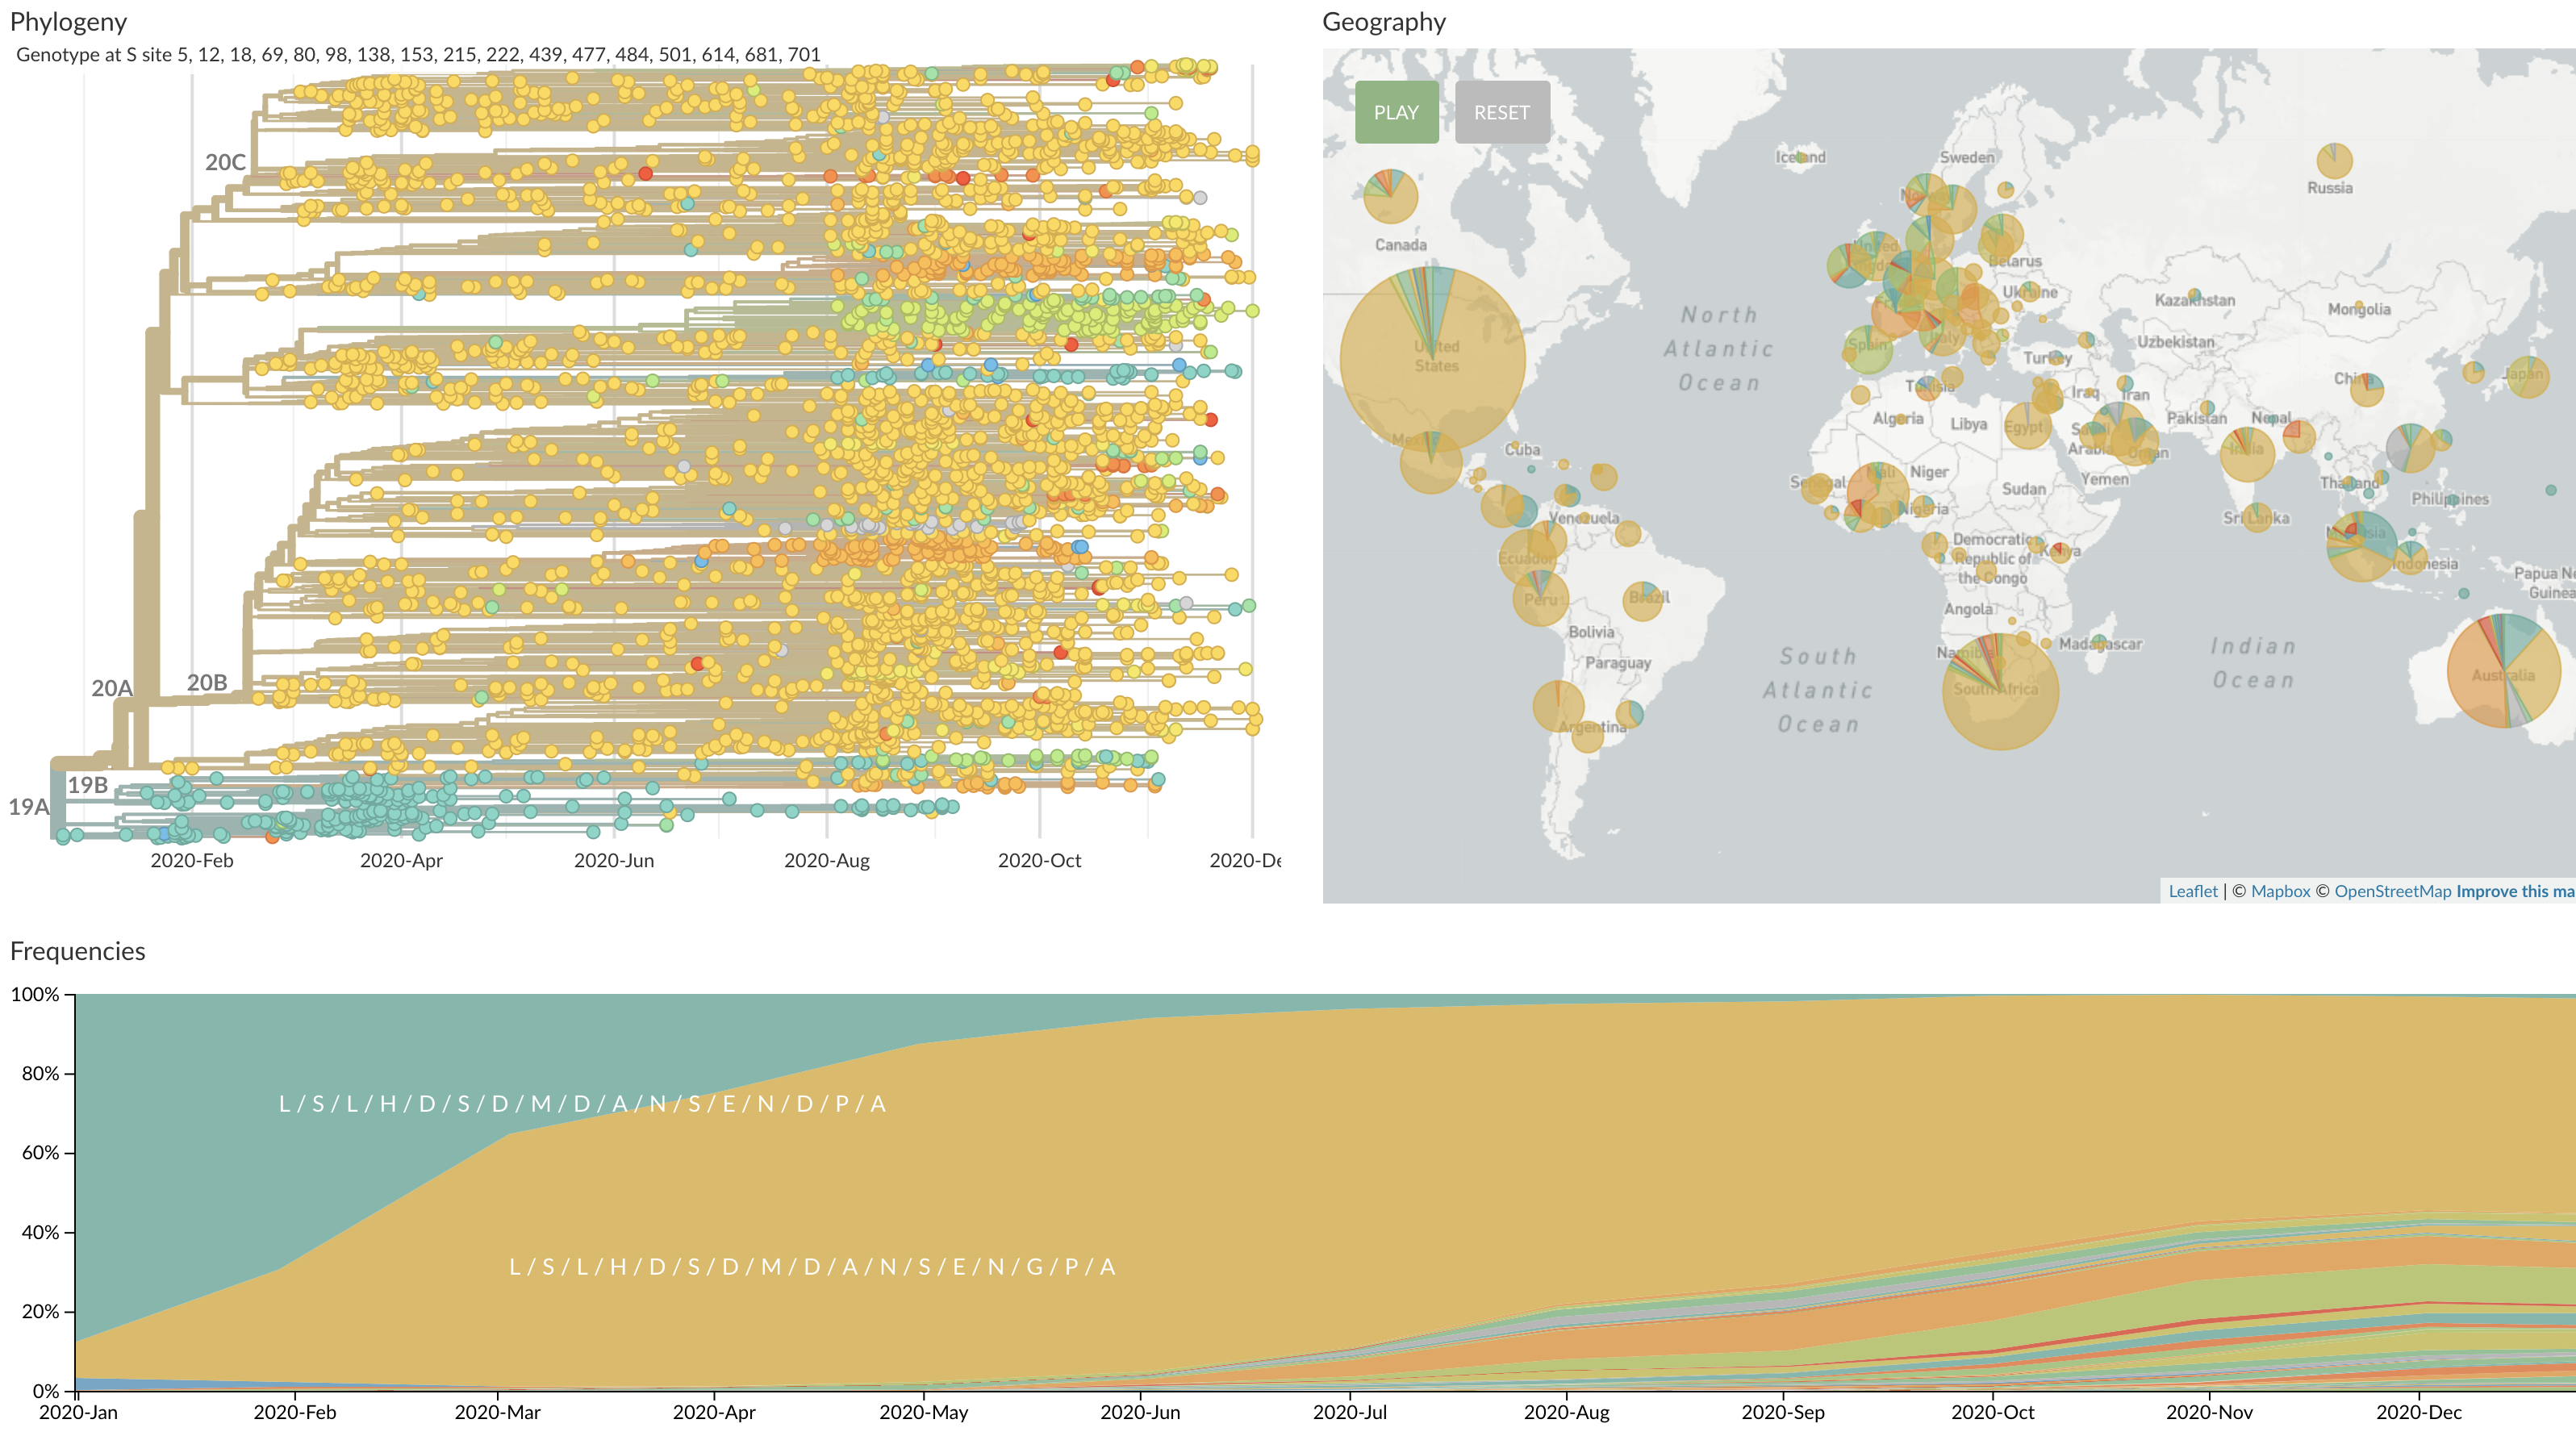 Phylogeny
Genotype at S site 5, 12, 18, 69, 80, 98, 138, 153, 215, 222, 439, 477, 484, 501, 614, 681, 701
20C
20A
20B
19B
19A
2020-Feb 2020-Apr 2020-Jun 2020-Aug 2020-Oct 2020-De
Geography
PLAY RESET
Iceland
Sweden
Russia
Canada
United
Belarus
Ukraine
Kazakhstan
Mongolia
North
Atlantic
Ocean
United
States
Spain
Italy
Turkey
Uzbekistan
China
Japan
Tunisia
Iraq
Iran
Algeria
Libya
Egypt
Pakistan
Nepal
Cuba
Saudi
Arabia
Oman
India
Mali
Niger
Senegal
Sudan
Yemen
Thailand
Philippines
Venezuela
Nigeria
Sri Lanka
Democratic
Republic of
the Congo
Kenya
Ecuador
Indonesia
Papua N
Guinea
Peru
Brazil
Angola
Bolivia
Madagascar
Paraguay
South
Atlantic
Ocean
Indian
Ocean
Namibia
South Africa
Australia
Argentina
Leaflet | © Mapbox © OpenStreetMap Improve this ma
Frequencies
100%
80%
60%
40%
20%
0%
L / S / L / H / D / S / D / M / D / A / N / S / E / N / D / P / A
L / S / L / H / D / S / D / M / D / A / N / S / E / N / G / P / A
2020-Jan 2020-Feb 2020-Mar 2020-Apr 2020-May 2020-Jun 2020-Jul 2020-Aug 2020-Sep 2020-Oct 2020-Nov 2020-Dec